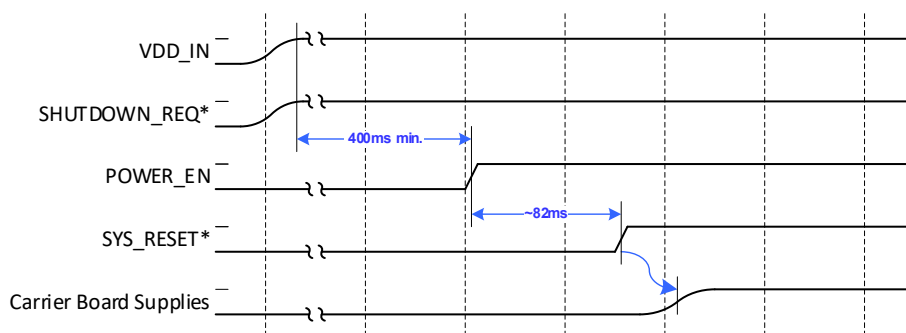 VDD_IN
SHUTDOWN_REQ*
400ms min.
POWER_EN
~82ms
SYS_RESET*
Carrier Board Supplies